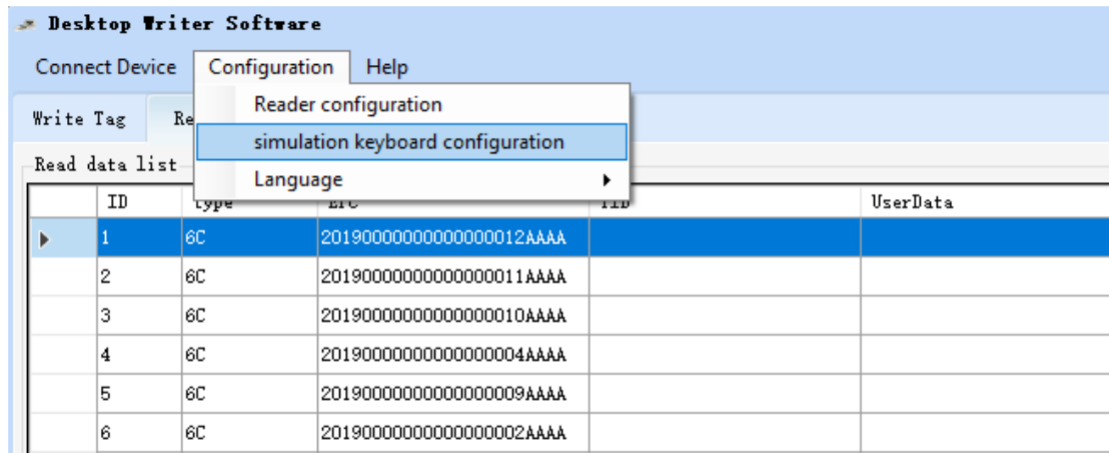 Desktop Writer Software
Connect Device Configuration Help
Reader configuration
simulation keyboard configuration
Language
Write Tag Re
Read data list
ID UserData
1 6C 20190000000000000012AAAA
2 6C 20190000000000000011AAAA
3 6C 20190000000000000010AAAA
4 6C 20190000000000000004AAAA
5 6C 20190000000000000009AAAA
6 6C 20190000000000000002AAAA